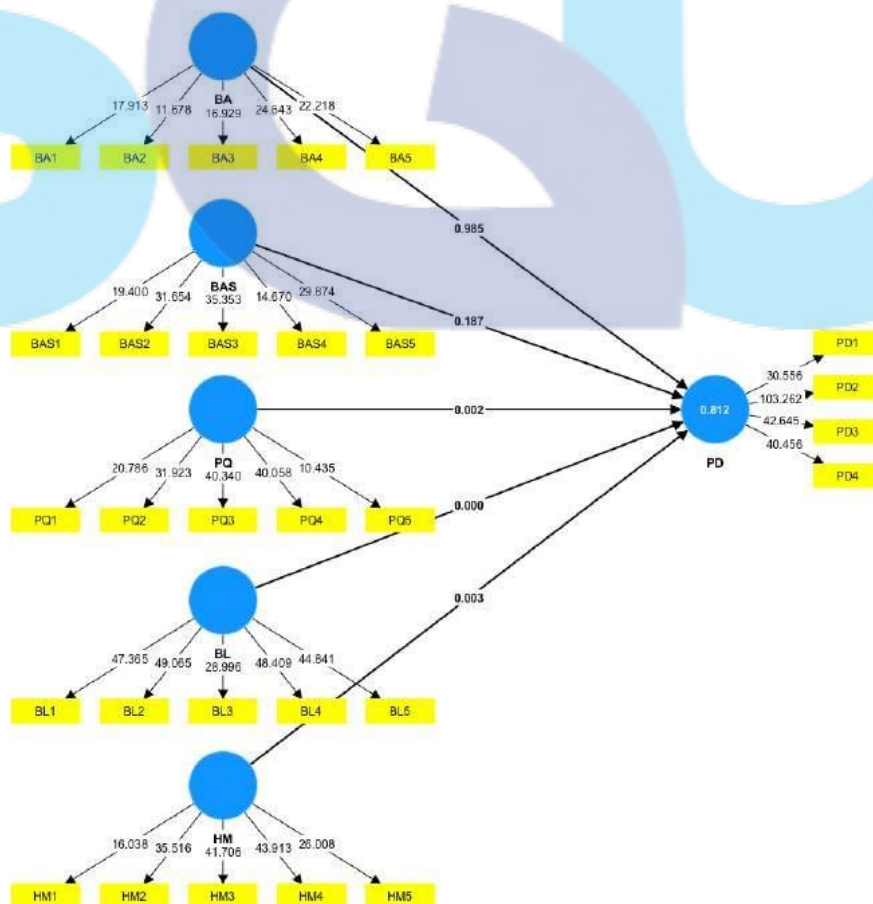 BA
17.913 11.678 16.929 24.643 22.218
BA1 BA2 BA3 BA4 BA5
0.985
BAS
19.400 31.654 35.353 14.670 29.874
BAS1 BAS2 BAS3 BAS4 BAS5
0.187
PQ
20.786 31.923 40.340 40.058 10.435
PQ1 PQ2 PQ3 PQ4 PQ5
0.002
BL
47.365 49.065 28.996 48.409 44.841
BL1 BL2 BL3 BL4 BL5
0.000
HM
16.038 35.516 41.706 43.913 26.008
HM1 HM2 HM3 HM4 HM5
0.003
0.812
PD
30.556 PD1
103.262 PD2
42.645 PD3
40.456 PD4